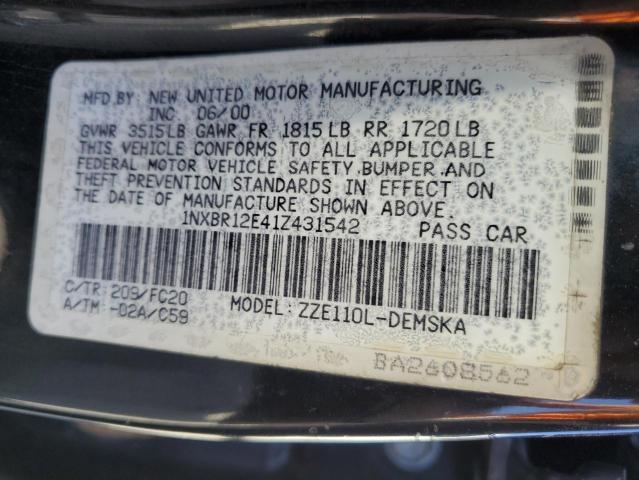 MFD.BY: NEW UNITED MOTOR MANUFACTURING
INC 06/00
GVWR 3515LB GAWR FR 1815LB RR 1720LB
THIS VEHICLE CONFORMS TO ALL APPLICABLE
FEDERAL MOTOR VEHICLE SAFETY, BUMPER, AND
THEFT PREVENTION STANDARDS IN EFFECT ON
THE DATE OF MANUFACTURE SHOWN ABOVE.
1NXBR12E41Z431542 PASS CAR
C/TR: 209/FC20
A/TM -02A/C59
MODEL: ZZE110L-DEMSKA
BA2608562